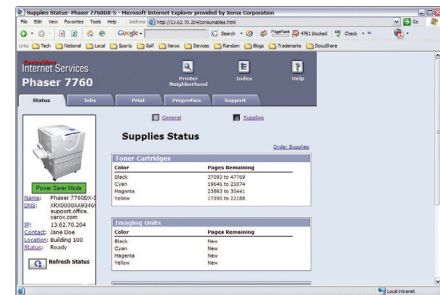 Supplies Status- Phaser 7760DX-5 - Microsoft Internet Explorer provided by Xerox Corporation
File Edit View Favorites Tools Help Address http://13.62.70.204/consumables.html Go
Google Search PageRank 4761 blocked Check
Links Tech National Local Sports Golf Xerox Devices Random Blogs Trademarks DocuShare
Internet Services
Phaser 7760
Printer Neighborhood
Index
Help
Status Jobs Print Properties Support
General Supplies
Supplies Status
Order Supplies
Toner Cartridges
Color Pages Remaining
Black 37093 to 47769
Cyan 19646 to 25074
Magenta 23863 to 30441
Yellow 17390 to 22188
Imaging Units
Color Pages Remaining
Black New
Cyan New
Magenta New
Yellow New
Power Saver Mode
Name: Phaser 7760DX-5
DNS:
support.office.
xerox.com
IP: 13.62.70.204
Contact: Jane Doe
Location: Building 100
Status: Ready
Refresh Status
Local intranet